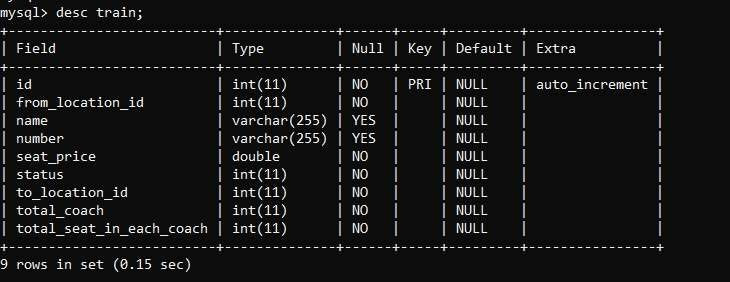 mysql> desc train;
+-------------------------+--------------+------+-----+---------+----------------+
| Field                   | Type         | Null | Key | Default | Extra          |
+-------------------------+--------------+------+-----+---------+----------------+
| id                      | int(11)      | NO   | PRI | NULL    | auto_increment |
| from_location_id        | int(11)      | NO   |     | NULL    |                |
| name                    | varchar(255) | YES  |     | NULL    |                |
| number                  | varchar(255) | YES  |     | NULL    |                |
| seat_price              | double       | NO   |     | NULL    |                |
| status                  | int(11)      | NO   |     | NULL    |                |
| to_location_id          | int(11)      | NO   |     | NULL    |                |
| total_coach             | int(11)      | NO   |     | NULL    |                |
| total_seat_in_each_coach | int(11)      | NO   |     | NULL    |                |
+-------------------------+--------------+------+-----+---------+----------------+
9 rows in set (0.15 sec)